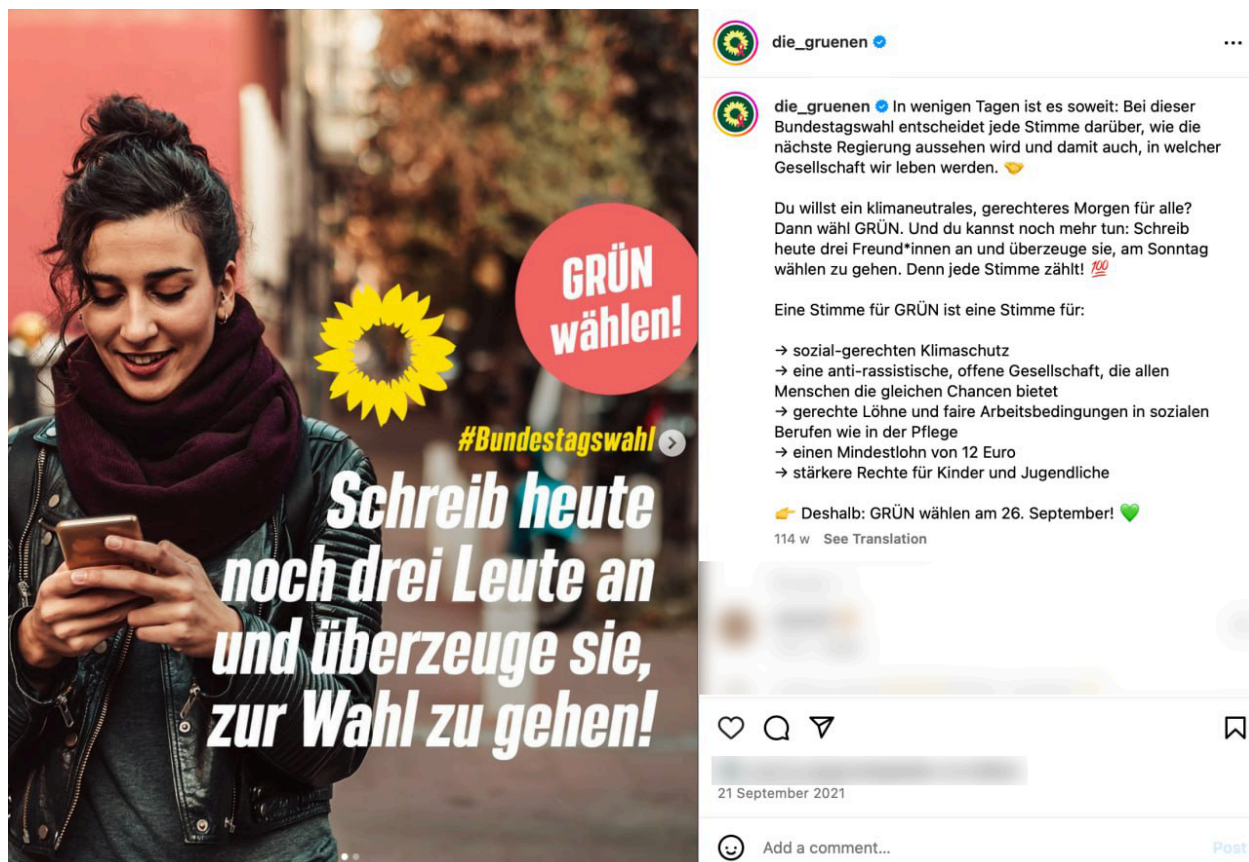 GRÜN
wählen!
#Bundestagswahl
Schreib heute
noch drei Leute an
und überzeuge sie,
zur Wahl zu gehen!
die_gruenen
die_gruenen In wenigen Tagen ist es soweit: Bei dieser
Bundestagswahl entscheidet jede Stimme darüber, wie die
nächste Regierung aussehen wird und damit auch, in welcher
Gesellschaft wir leben werden. 🤝
Du willst ein klimaneutrales, gerechteres Morgen für alle?
Dann wähl GRÜN. Und du kannst noch mehr tun: Schreib
heute drei Freund*innen an und überzeuge sie, am Sonntag
wählen zu gehen. Denn jede Stimme zählt! 💯
Eine Stimme für GRÜN ist eine Stimme für:
→ sozial-gerechten Klimaschutz
→ eine anti-rassistische, offene Gesellschaft, die allen
Menschen die gleichen Chancen bietet
→ gerechte Löhne und faire Arbeitsbedingungen in sozialen
Berufen wie in der Pflege
→ einen Mindestlohn von 12 Euro
→ stärkere Rechte für Kinder und Jugendliche
👉 Deshalb: GRÜN wählen am 26. September! 💚
114 w See Translation
21 September 2021
Add a comment...
Post